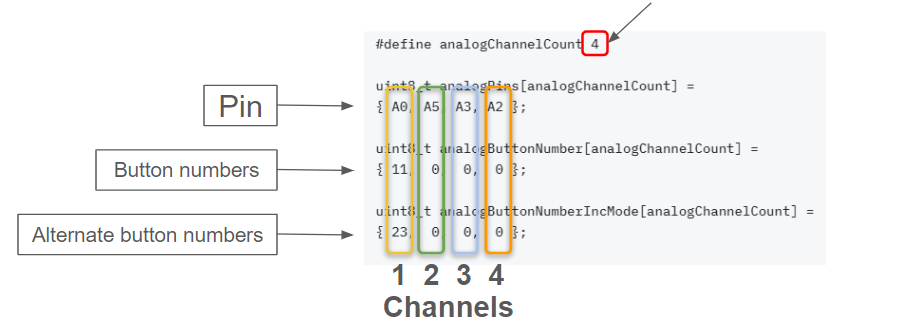 #define analogChannelCount 4
uint8_t analogPins[analogChannelCount] =
Pin
{ A0, A5, A3, A2 };
uint8_t analogButtonNumber[analogChannelCount] =
Button numbers
{ 11, 0, 0, 0 };
uint8_t analogButtonNumberIncMode[analogChannelCount] =
Alternate button numbers
{ 23, 0, 0, 0 };
1 2 3 4
Channels